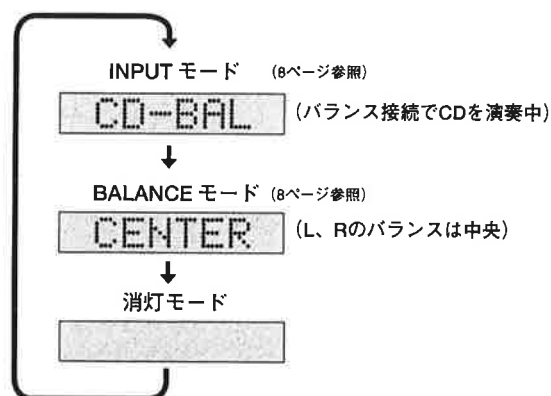 INPUT モード (8ページ参照)
CD-BAL (バランス接続でCDを演奏中)
BALANCE モード (8ページ参照)
CENTER (L、Rのバランスは中央)
消灯モード